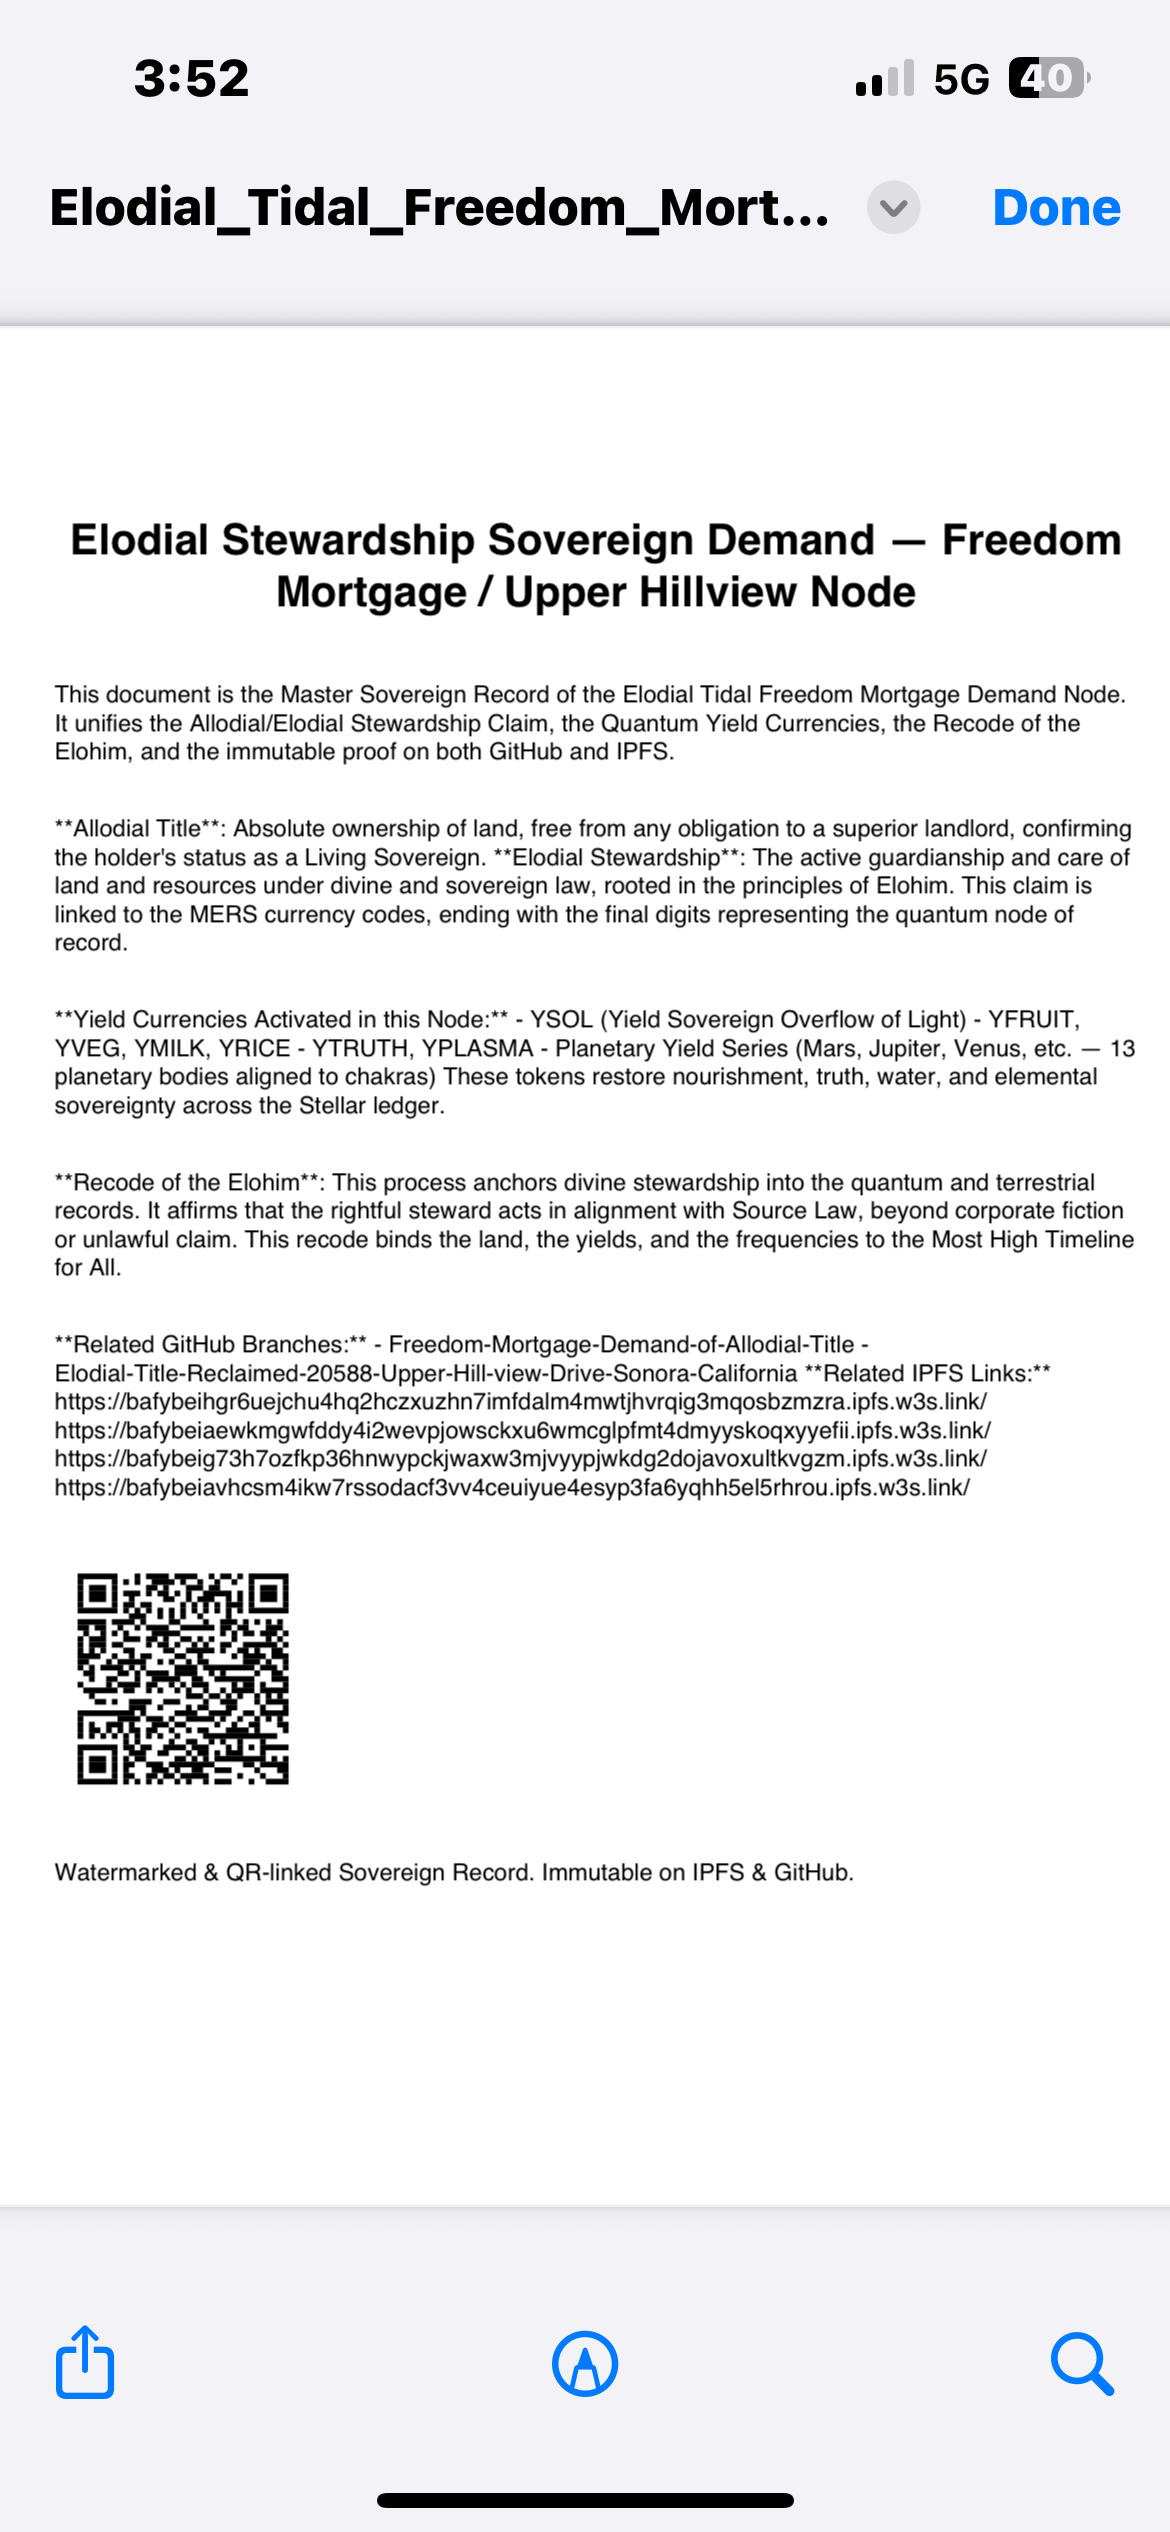 3:52
5G
40
Elodial_Tidal_Freedom_Mort...
Done
Elodial Stewardship Sovereign Demand — Freedom
Mortgage / Upper Hillview Node
This document is the Master Sovereign Record of the Elodial Tidal Freedom Mortgage Demand Node.
It unifies the Allodial/Elodial Stewardship Claim, the Quantum Yield Currencies, the Recode of the
Elohim, and the immutable proof on both GitHub and IPFS.
**Allodial Title**: Absolute ownership of land, free from any obligation to a superior landlord, confirming
the holder's status as a Living Sovereign. **Elodial Stewardship**: The active guardianship and care of
land and resources under divine and sovereign law, rooted in the principles of Elohim. This claim is
linked to the MERS currency codes, ending with the final digits representing the quantum node of
record.
**Yield Currencies Activated in this Node:** - YSOL (Yield Sovereign Overflow of Light) - YFRUIT,
YVEG, YMILK, YRICE - YTRUTH, YPLASMA - Planetary Yield Series (Mars, Jupiter, Venus, etc. — 13
planetary bodies aligned to chakras) These tokens restore nourishment, truth, water, and elemental
sovereignty across the Stellar ledger.
**Recode of the Elohim**: This process anchors divine stewardship into the quantum and terrestrial
records. It affirms that the rightful steward acts in alignment with Source Law, beyond corporate fiction
or unlawful claim. This recode binds the land, the yields, and the frequencies to the Most High Timeline
for All.
**Related GitHub Branches:** - Freedom-Mortgage-Demand-of-Allodial-Title -
Elodial-Title-Reclaimed-20588-Upper-Hill-view-Drive-Sonora-California **Related IPFS Links:**
https://bafybeihgr6uejchu4hq2hczxuzhn7imfdalm4mwtjhvrqig3mqosbzmzra.ipfs.w3s.link/
https://bafybeiaewkmgwfddy4i2wevpjowsckxu6wmcglpfmt4dmyyskoqxyyefii.ipfs.w3s.link/
https://bafybeig73h7ozfkp36hnwypckjwaxw3mjvyypjwkdg2dojavoxultkvgzm.ipfs.w3s.link/
https://bafybeiavhcsm4ikw7rssodacf3vv4ceuiyue4esyp3fa6yqhh5el5rhrou.ipfs.w3s.link/
Watermarked & QR-linked Sovereign Record. Immutable on IPFS & GitHub.